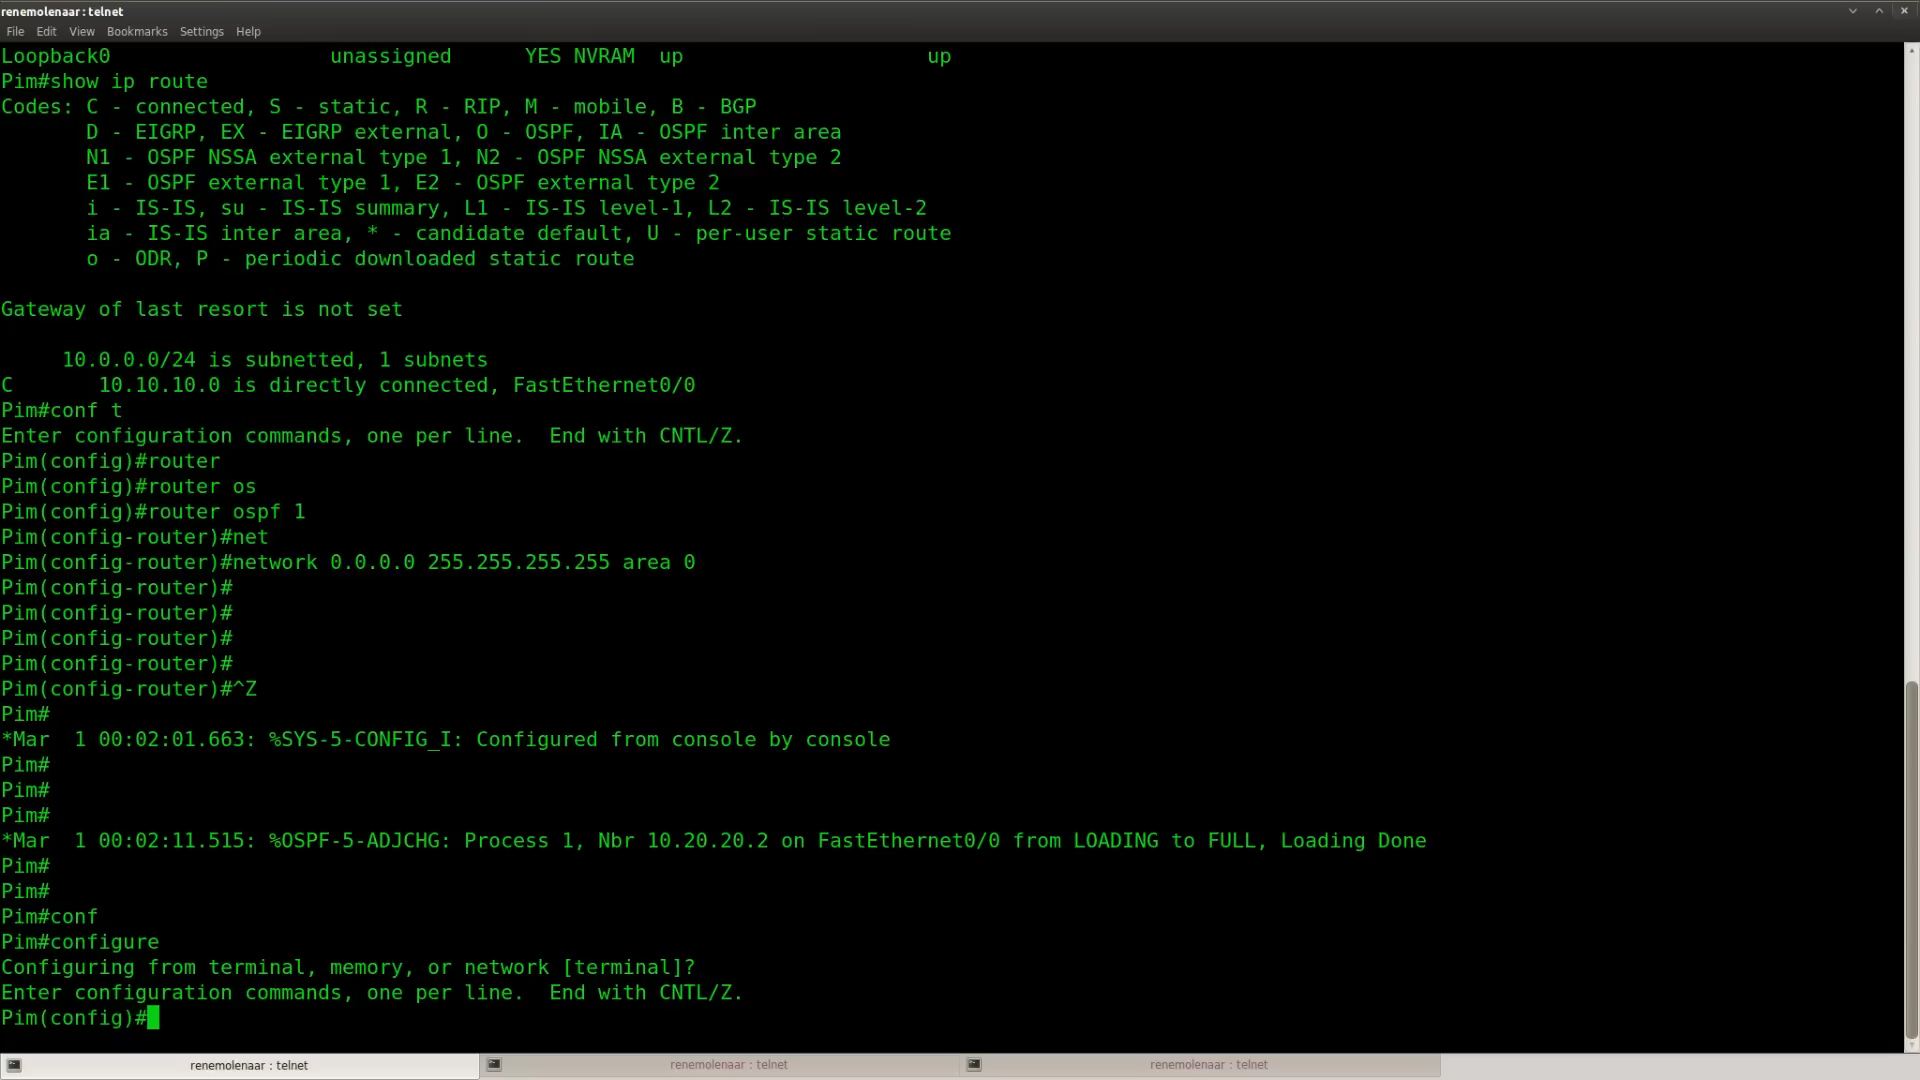 renemolenaar : telnet
File Edit View Bookmarks Settings Help
Loopback0                  unassigned      YES NVRAM  up                    up
Pim#show ip route
Codes: C - connected, S - static, R - RIP, M - mobile, B - BGP
       D - EIGRP, EX - EIGRP external, O - OSPF, IA - OSPF inter area
       N1 - OSPF NSSA external type 1, N2 - OSPF NSSA external type 2
       E1 - OSPF external type 1, E2 - OSPF external type 2
       i - IS-IS, su - IS-IS summary, L1 - IS-IS level-1, L2 - IS-IS level-2
       ia - IS-IS inter area, * - candidate default, U - per-user static route
       o - ODR, P - periodic downloaded static route
Gateway of last resort is not set
     10.0.0.0/24 is subnetted, 1 subnets
C       10.10.10.0 is directly connected, FastEthernet0/0
Pim#conf t
Enter configuration commands, one per line.  End with CNTL/Z.
Pim(config)#router
Pim(config)#router os
Pim(config)#router ospf 1
Pim(config-router)#net
Pim(config-router)#network 0.0.0.0 255.255.255.255 area 0
Pim(config-router)#
Pim(config-router)#
Pim(config-router)#
Pim(config-router)#
Pim(config-router)#^Z
Pim#
*Mar  1 00:02:01.663: %SYS-5-CONFIG_I: Configured from console by console
Pim#
Pim#
Pim#
*Mar  1 00:02:11.515: %OSPF-5-ADJCHG: Process 1, Nbr 10.20.20.2 on FastEthernet0/0 from LOADING to FULL, Loading Done
Pim#
Pim#
Pim#conf
Pim#configure
Configuring from terminal, memory, or network [terminal]?
Enter configuration commands, one per line.  End with CNTL/Z.
Pim(config)#
renemolenaar : telnet renemolenaar : telnet renemolenaar : telnet